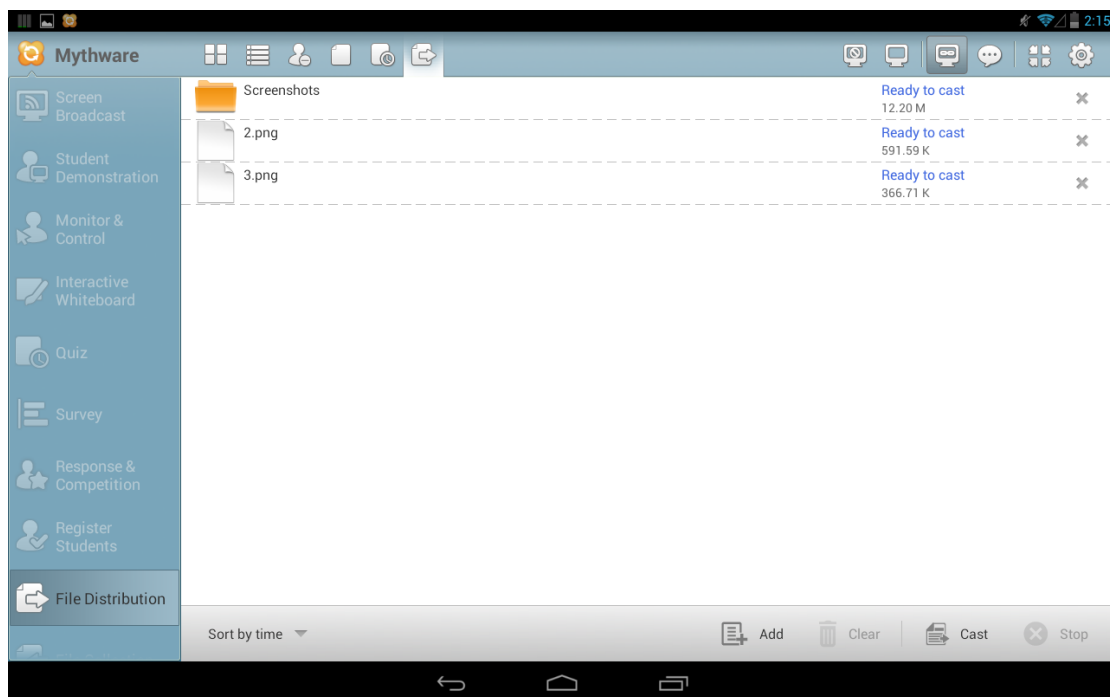 2:15
Mythware
Screen
Broadcast
Student
Demonstration
Monitor &
Control
Interactive
Whiteboard
Quiz
Survey
Response &
Competition
Register
Students
File Distribution
Screenshots
Ready to cast
12.20 M
2.png
Ready to cast
591.59 K
3.png
Ready to cast
366.71 K
Sort by time
Add
Clear
Cast
Stop